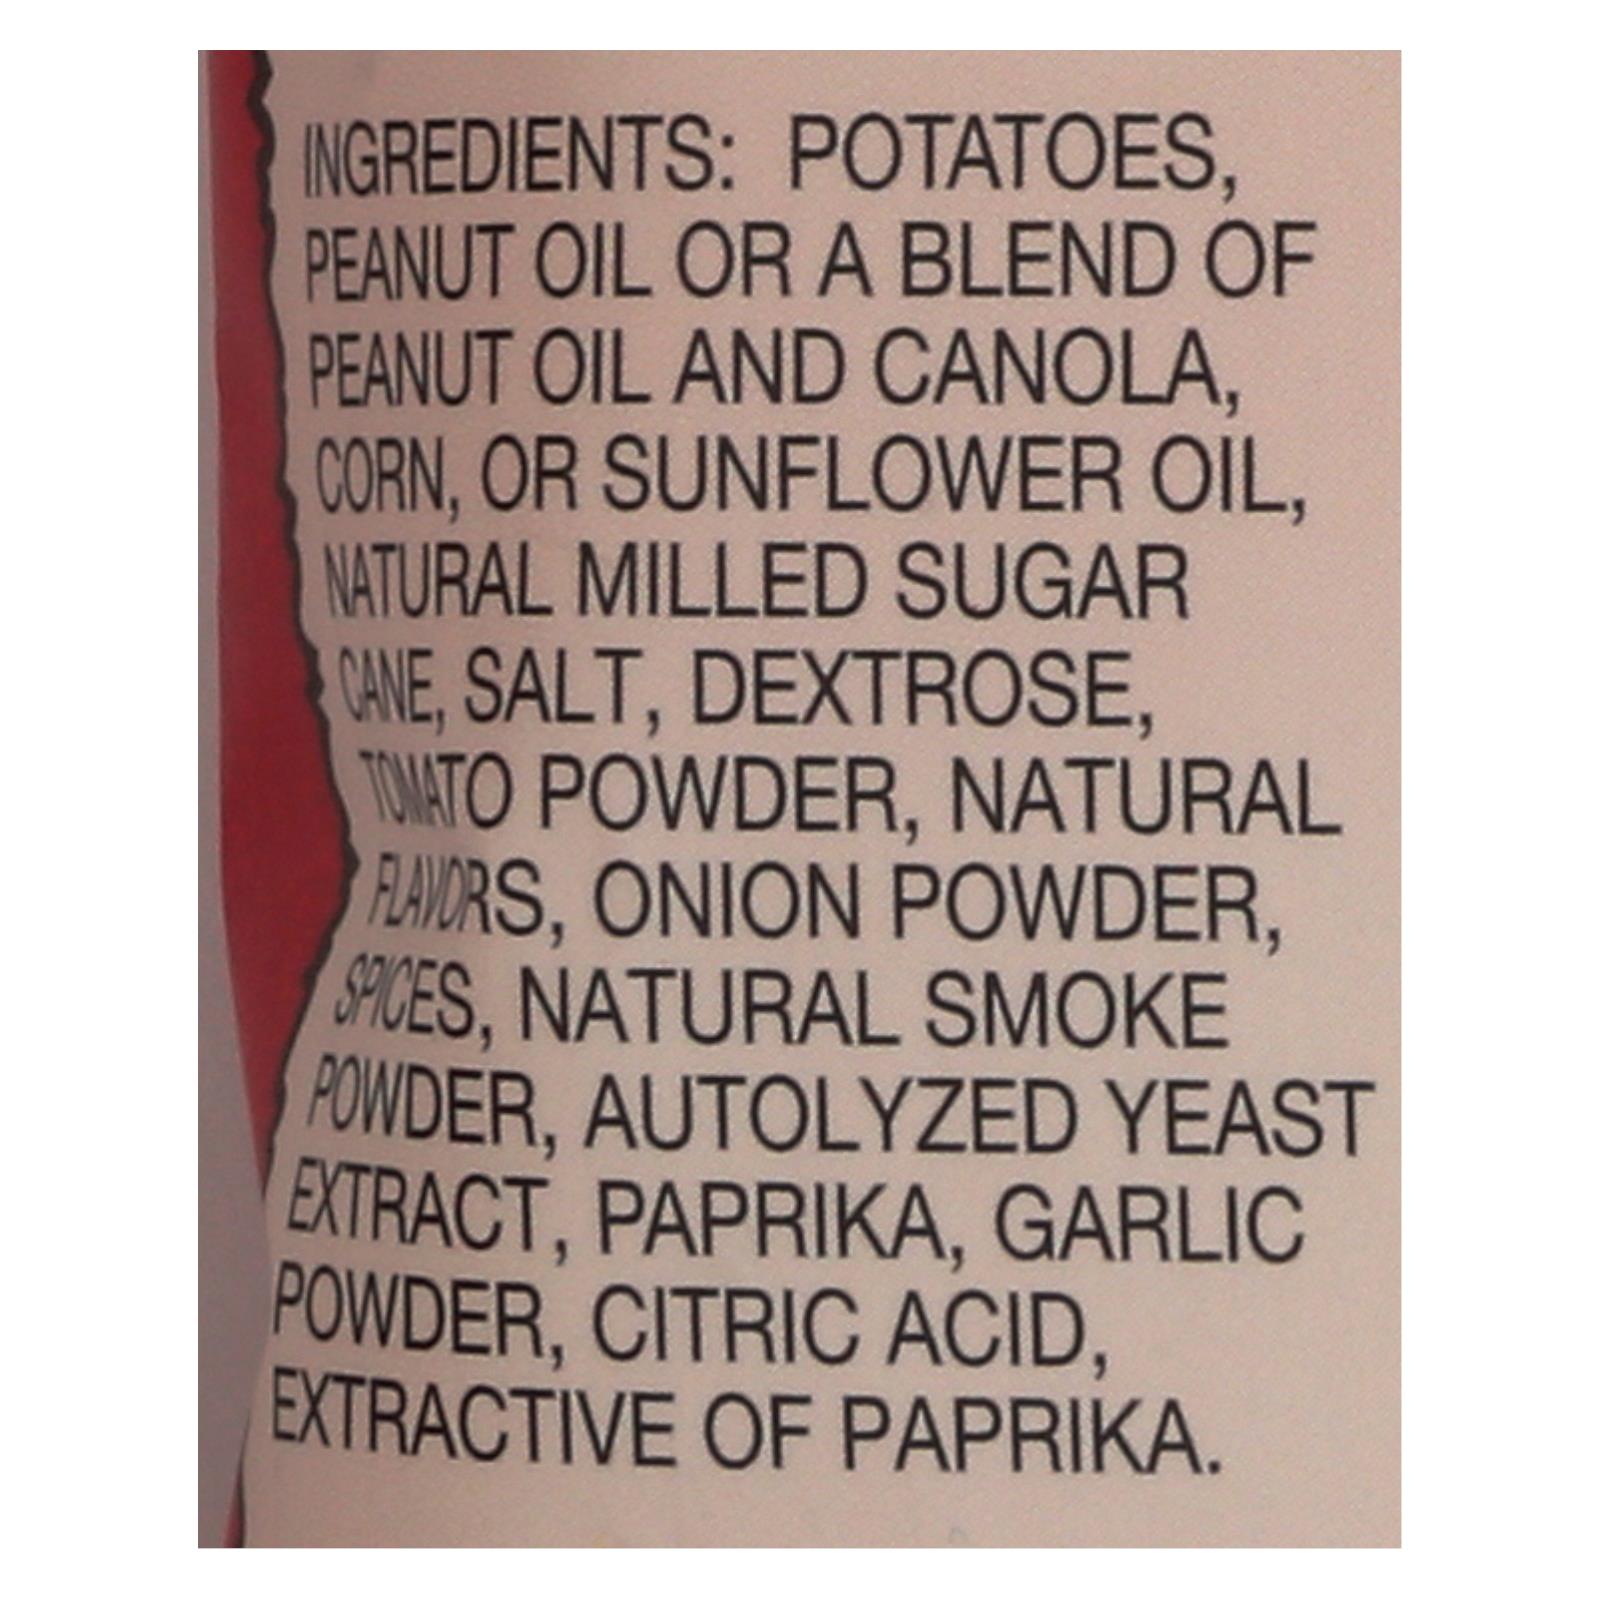 INGREDIENTS: POTATOES,
PEANUT OIL OR A BLEND OF
PEANUT OIL AND CANOLA,
CORN, OR SUNFLOWER OIL,
NATURAL MILLED SUGAR
CANE, SALT, DEXTROSE,
TOMATO POWDER, NATURAL
FLAVORS, ONION POWDER,
SPICES, NATURAL SMOKE
POWDER, AUTOLYZED YEAST
EXTRACT, PAPRIKA, GARLIC
POWDER, CITRIC ACID,
EXTRACTIVE OF PAPRIKA.